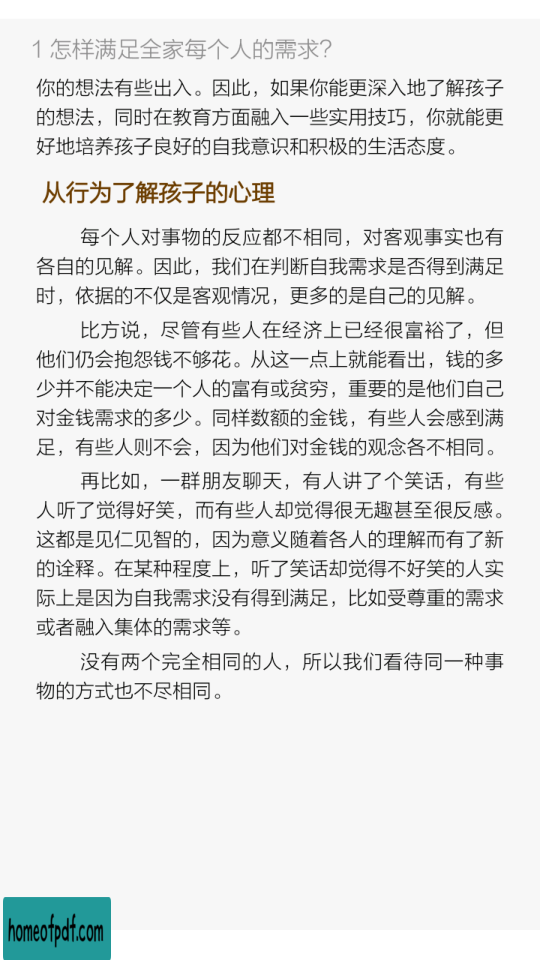 1 怎样满足全家每个人的需求？
你的想法有些出入。因此，如果你能更深入地了解孩子
的想法，同时在教育方面融入一些实用技巧，你就能更
好地培养孩子良好的自我意识和积极的生活态度。
从行为了解孩子的心理
每个人对事物的反应都不相同，对客观事实也有
各自的见解。因此，我们在判断自我需求是否得到满足
时，依据的不仅是客观情况，更多的是自己的见解。
比方说，尽管有些人在经济上已经很富裕了，但
他们仍会抱怨钱不够花。从这一点上就能看出，钱的多
少并不能决定一个人的富有或贫穷，重要的是他们自己
对金钱需求的多少。同样数额的金钱，有些人会感到满
足，有些人则不会，因为他们对金钱的观念各不相同。
再比如，一群朋友聊天，有人讲了个笑话，有些
人听了觉得好笑，而有些人却觉得很无趣甚至很反感。
这都是见仁见智的，因为意义随着各人的理解而有了新
的诠释。在某种程度上，听了笑话却觉得不好笑的人实
际上是因为自我需求没有得到满足，比如受尊重的需求
或者融入集体的需求等。
没有两个完全相同的人，所以我们看待同一种事
物的方式也不尽相同。
homeofpdf.com